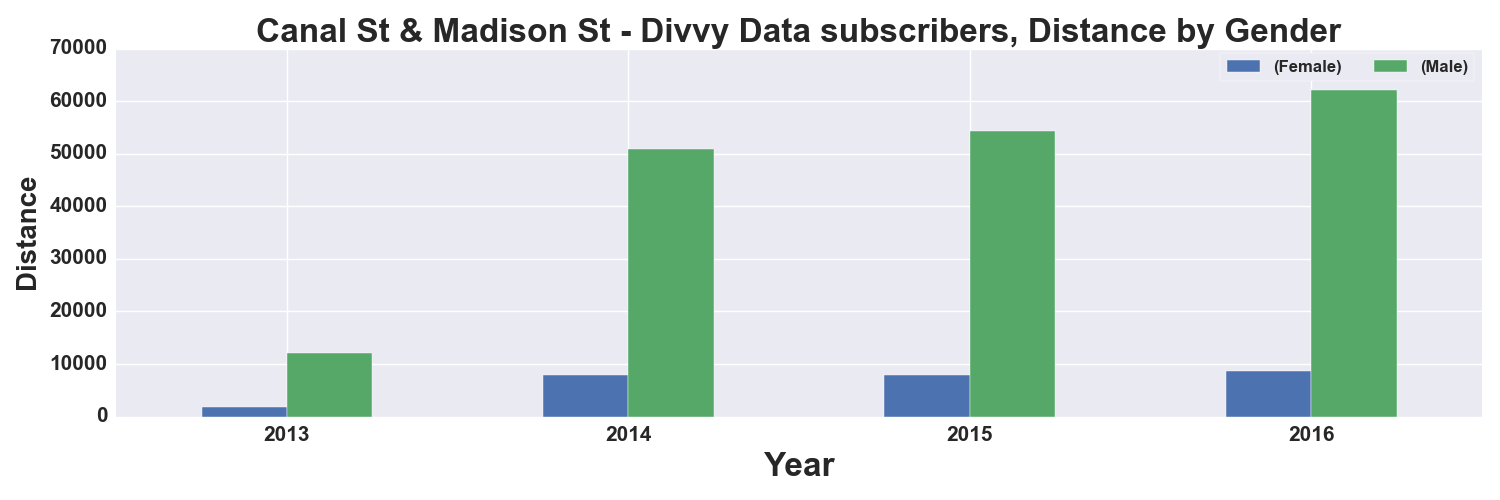 Canal St & Madison St - Divvy Data subscribers, Distance by Gender
(Female) (Male)
Distance
70000
60000
50000
40000
30000
20000
10000
0
2013 2014 2015 2016
Year